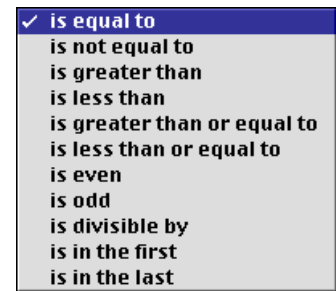 ✓ is equal to
is not equal to
is greater than
is less than
is greater than or equal to
is less than or equal to
is even
is odd
is divisible by
is in the first
is in the last